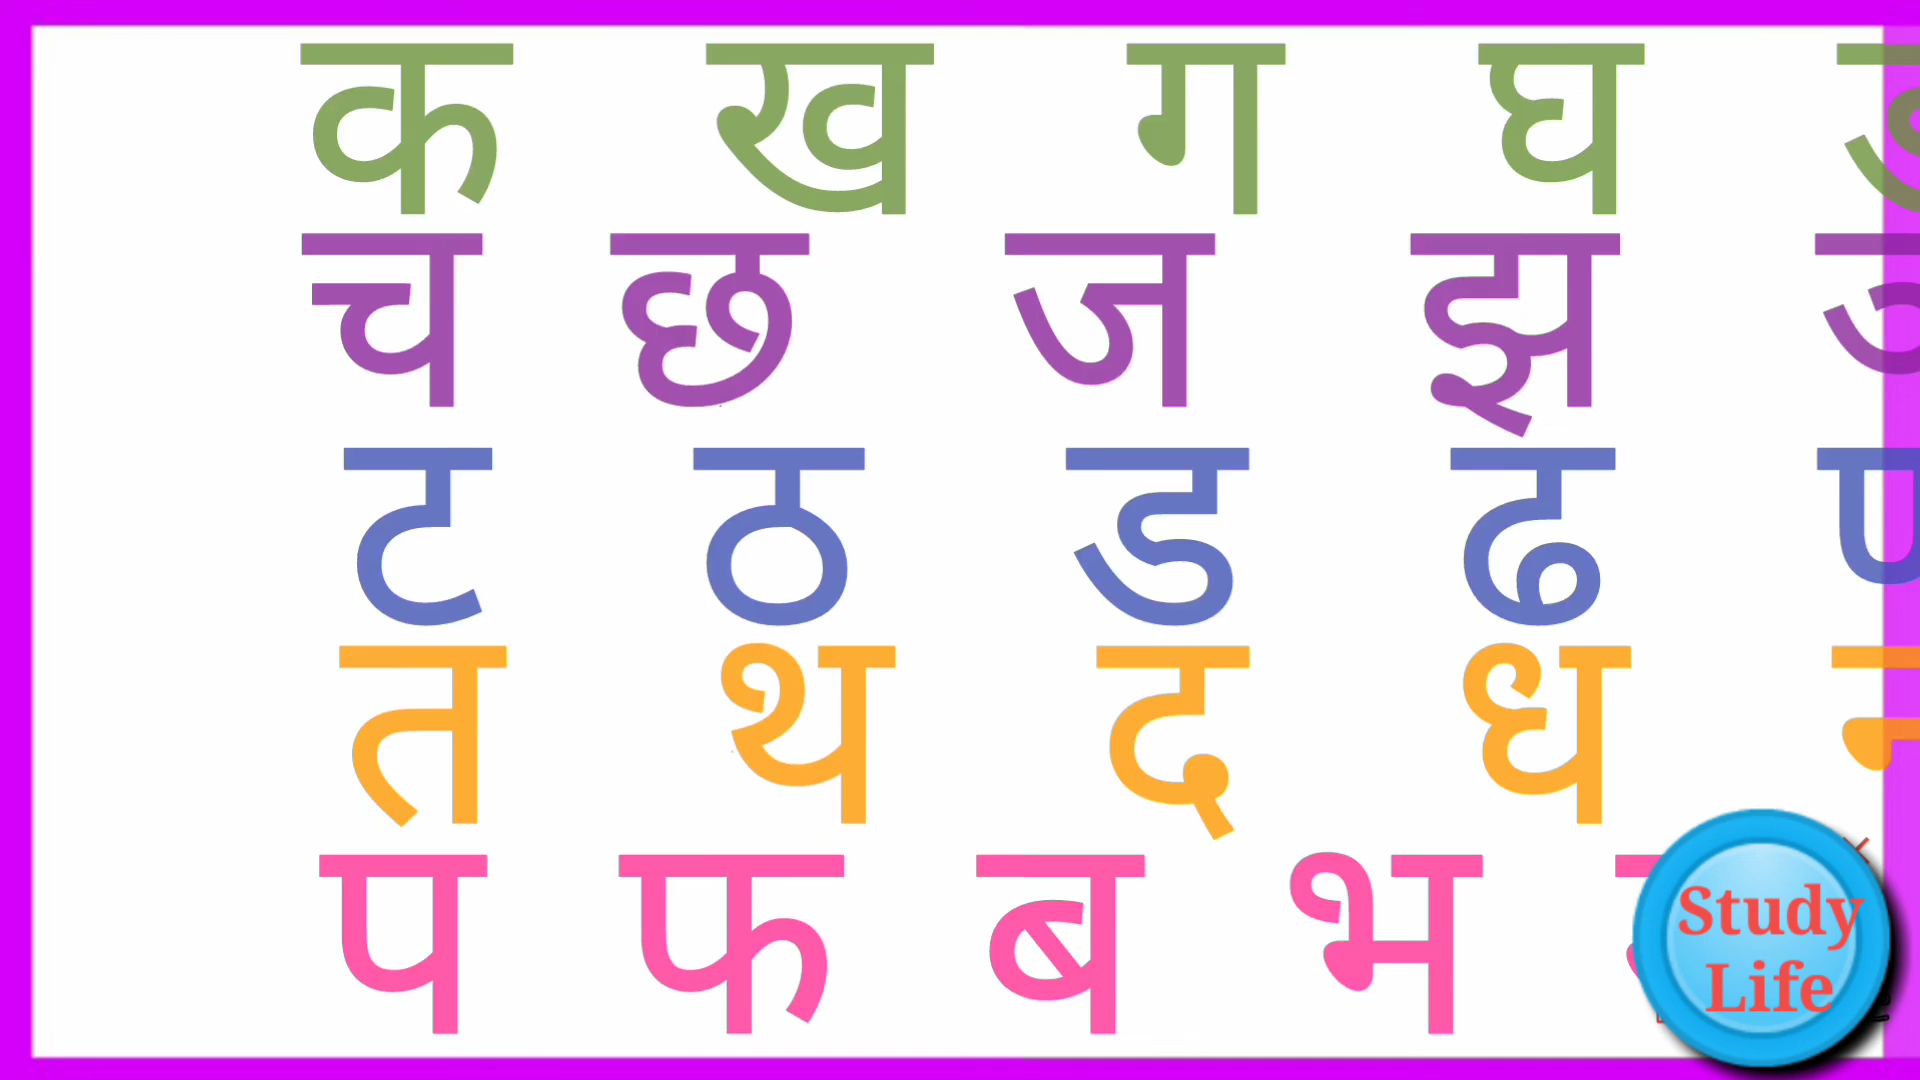 क ख ग घ ङ
च छ ज झ ञ
ट ठ ड ढ ण
त थ द ध न
प फ ब भ
Study
Life